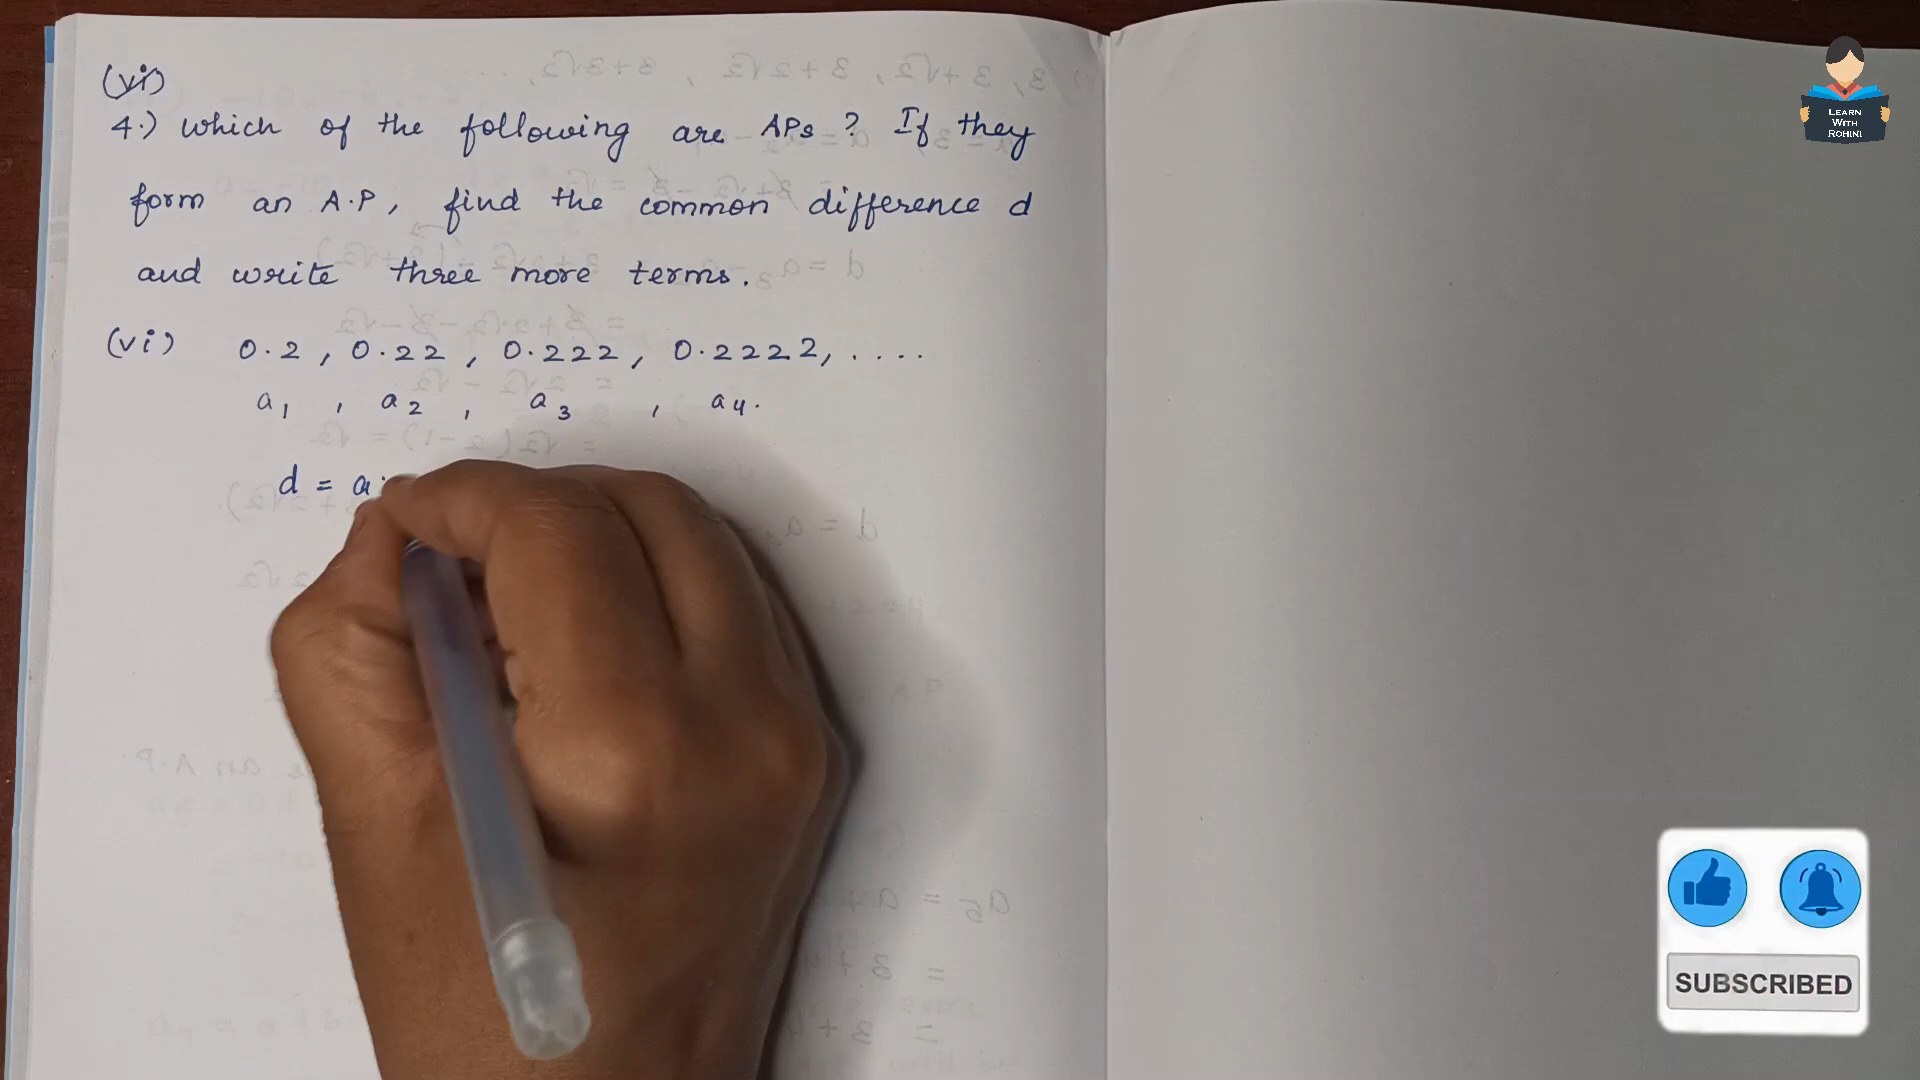 (vi)
4.) Which of the following are APs ? If they
form an A.P, find the common difference d
and write three more terms.
(vi) 0.2 , 0.22 , 0.222 , 0.2222, ....
a1 , a2 , a3 , a4.
d = a
LEARN
WITH
ROHINI
SUBSCRIBED